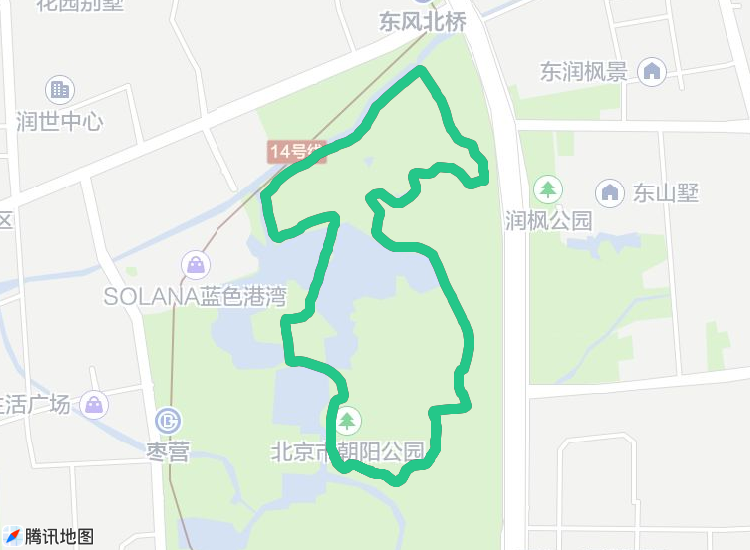 花园别墅
东风北桥
东润枫景
润世中心
14号线
东山墅
区
润枫公园
SOLANA蓝色港湾
生活广场
枣营
北京市朝阳公园
腾讯地图